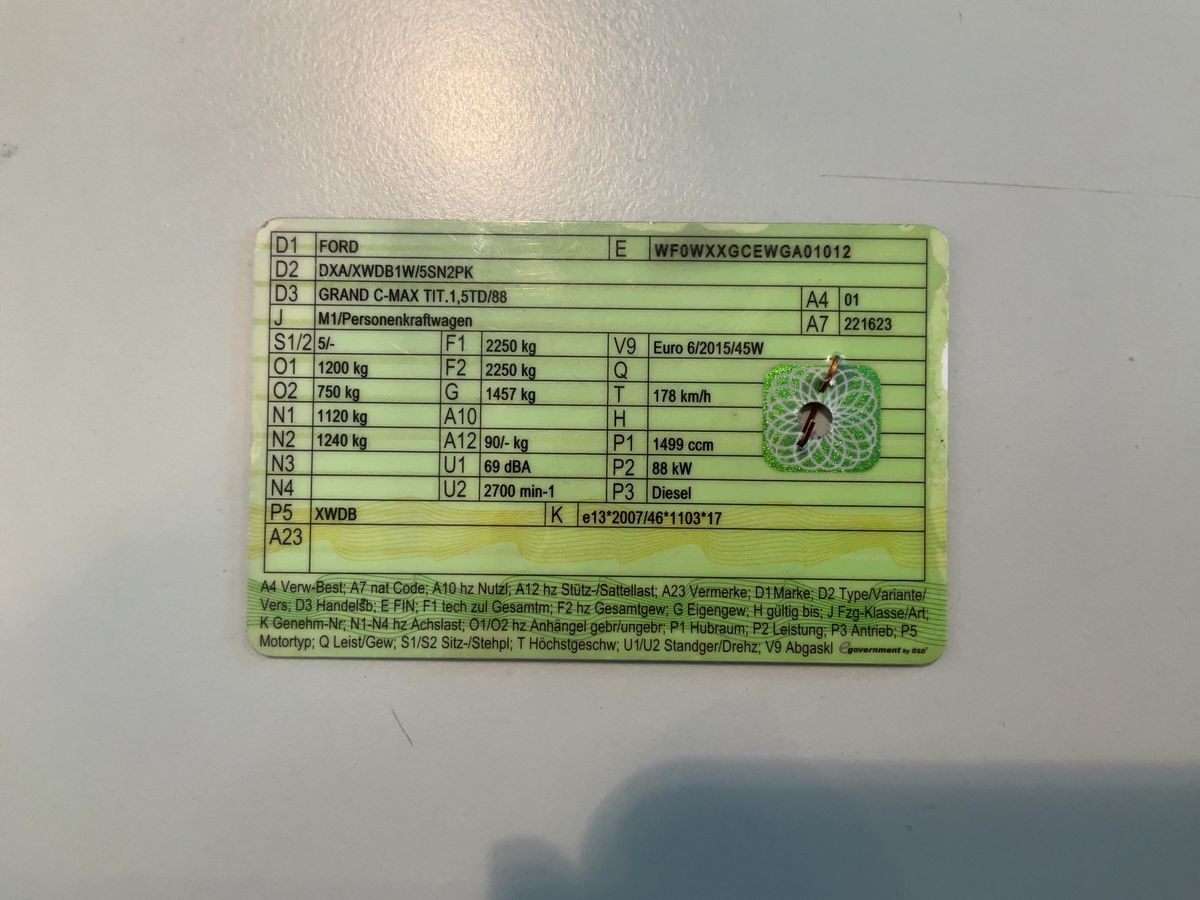 D1 FORD E WF0WXXGCEWGA01012
D2 DXA/XWDB1W/5SN2PK
D3 GRAND C-MAX TIT.1,5TD/88 A4 01
J M1/Personenkraftwagen A7 221623
S1/2 5/- F1 2250 kg V9 Euro 6/2015/45W
O1 1200 kg F2 2250 kg Q
O2 750 kg G 1457 kg T 178 km/h
N1 1120 kg A10 H
N2 1240 kg A12 90/- kg P1 1499 ccm
N3 U1 69 dBA P2 88 kW
N4 U2 2700 min-1 P3 Diesel
P5 XWDB K e13*2007/46*1103*17
A23
A4 Verw-Best; A7 nat Code; A10 hz Nutzl; A12 hz Stütz-/Sattellast; A23 Vermerke; D1 Marke; D2 Type/Variante/
Vers; D3 Handelsb; E FIN; F1 tech zul Gesamtm; F2 hz Gesamtgew; G Eigengew; H gültig bis; J Fzg-Klasse/Art;
K Genehm-Nr; N1-N4 hz Achslast; O1/O2 hz Anhängel gebr/ungebr; P1 Hubraum; P2 Leistung; P3 Antrieb; P5
Motortyp; Q Leist/Gew; S1/S2 Sitz-/Stehpl; T Höchstgeschw; U1/U2 Standger/Drehz; V9 Abgaskl egovernment by ÖSD